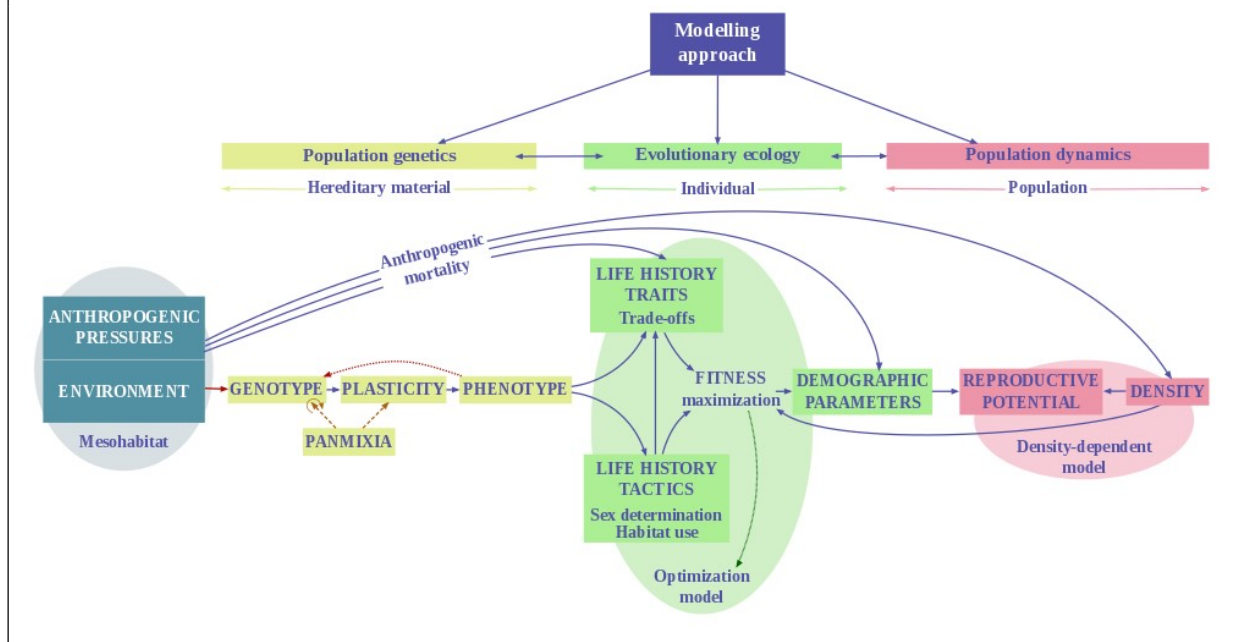 Modelling
approach
Population genetics
Evolutionary ecology
Population dynamics
Hereditary material
Individual
Population
Anthropogenic
mortality
ANTHROPOGENIC
PRESSURES
ENVIRONMENT
Mesohabitat
GENOTYPE
PLASTICITY
PHENOTYPE
PANMIXIA
LIFE HISTORY
TRAITS
Trade-offs
FITNESS
maximization
LIFE HISTORY
TACTICS
Sex determination
Habitat use
Optimization
model
DEMOGRAPHIC
PARAMETERS
REPRODUCTIVE
POTENTIAL
DENSITY
Density-dependent
model